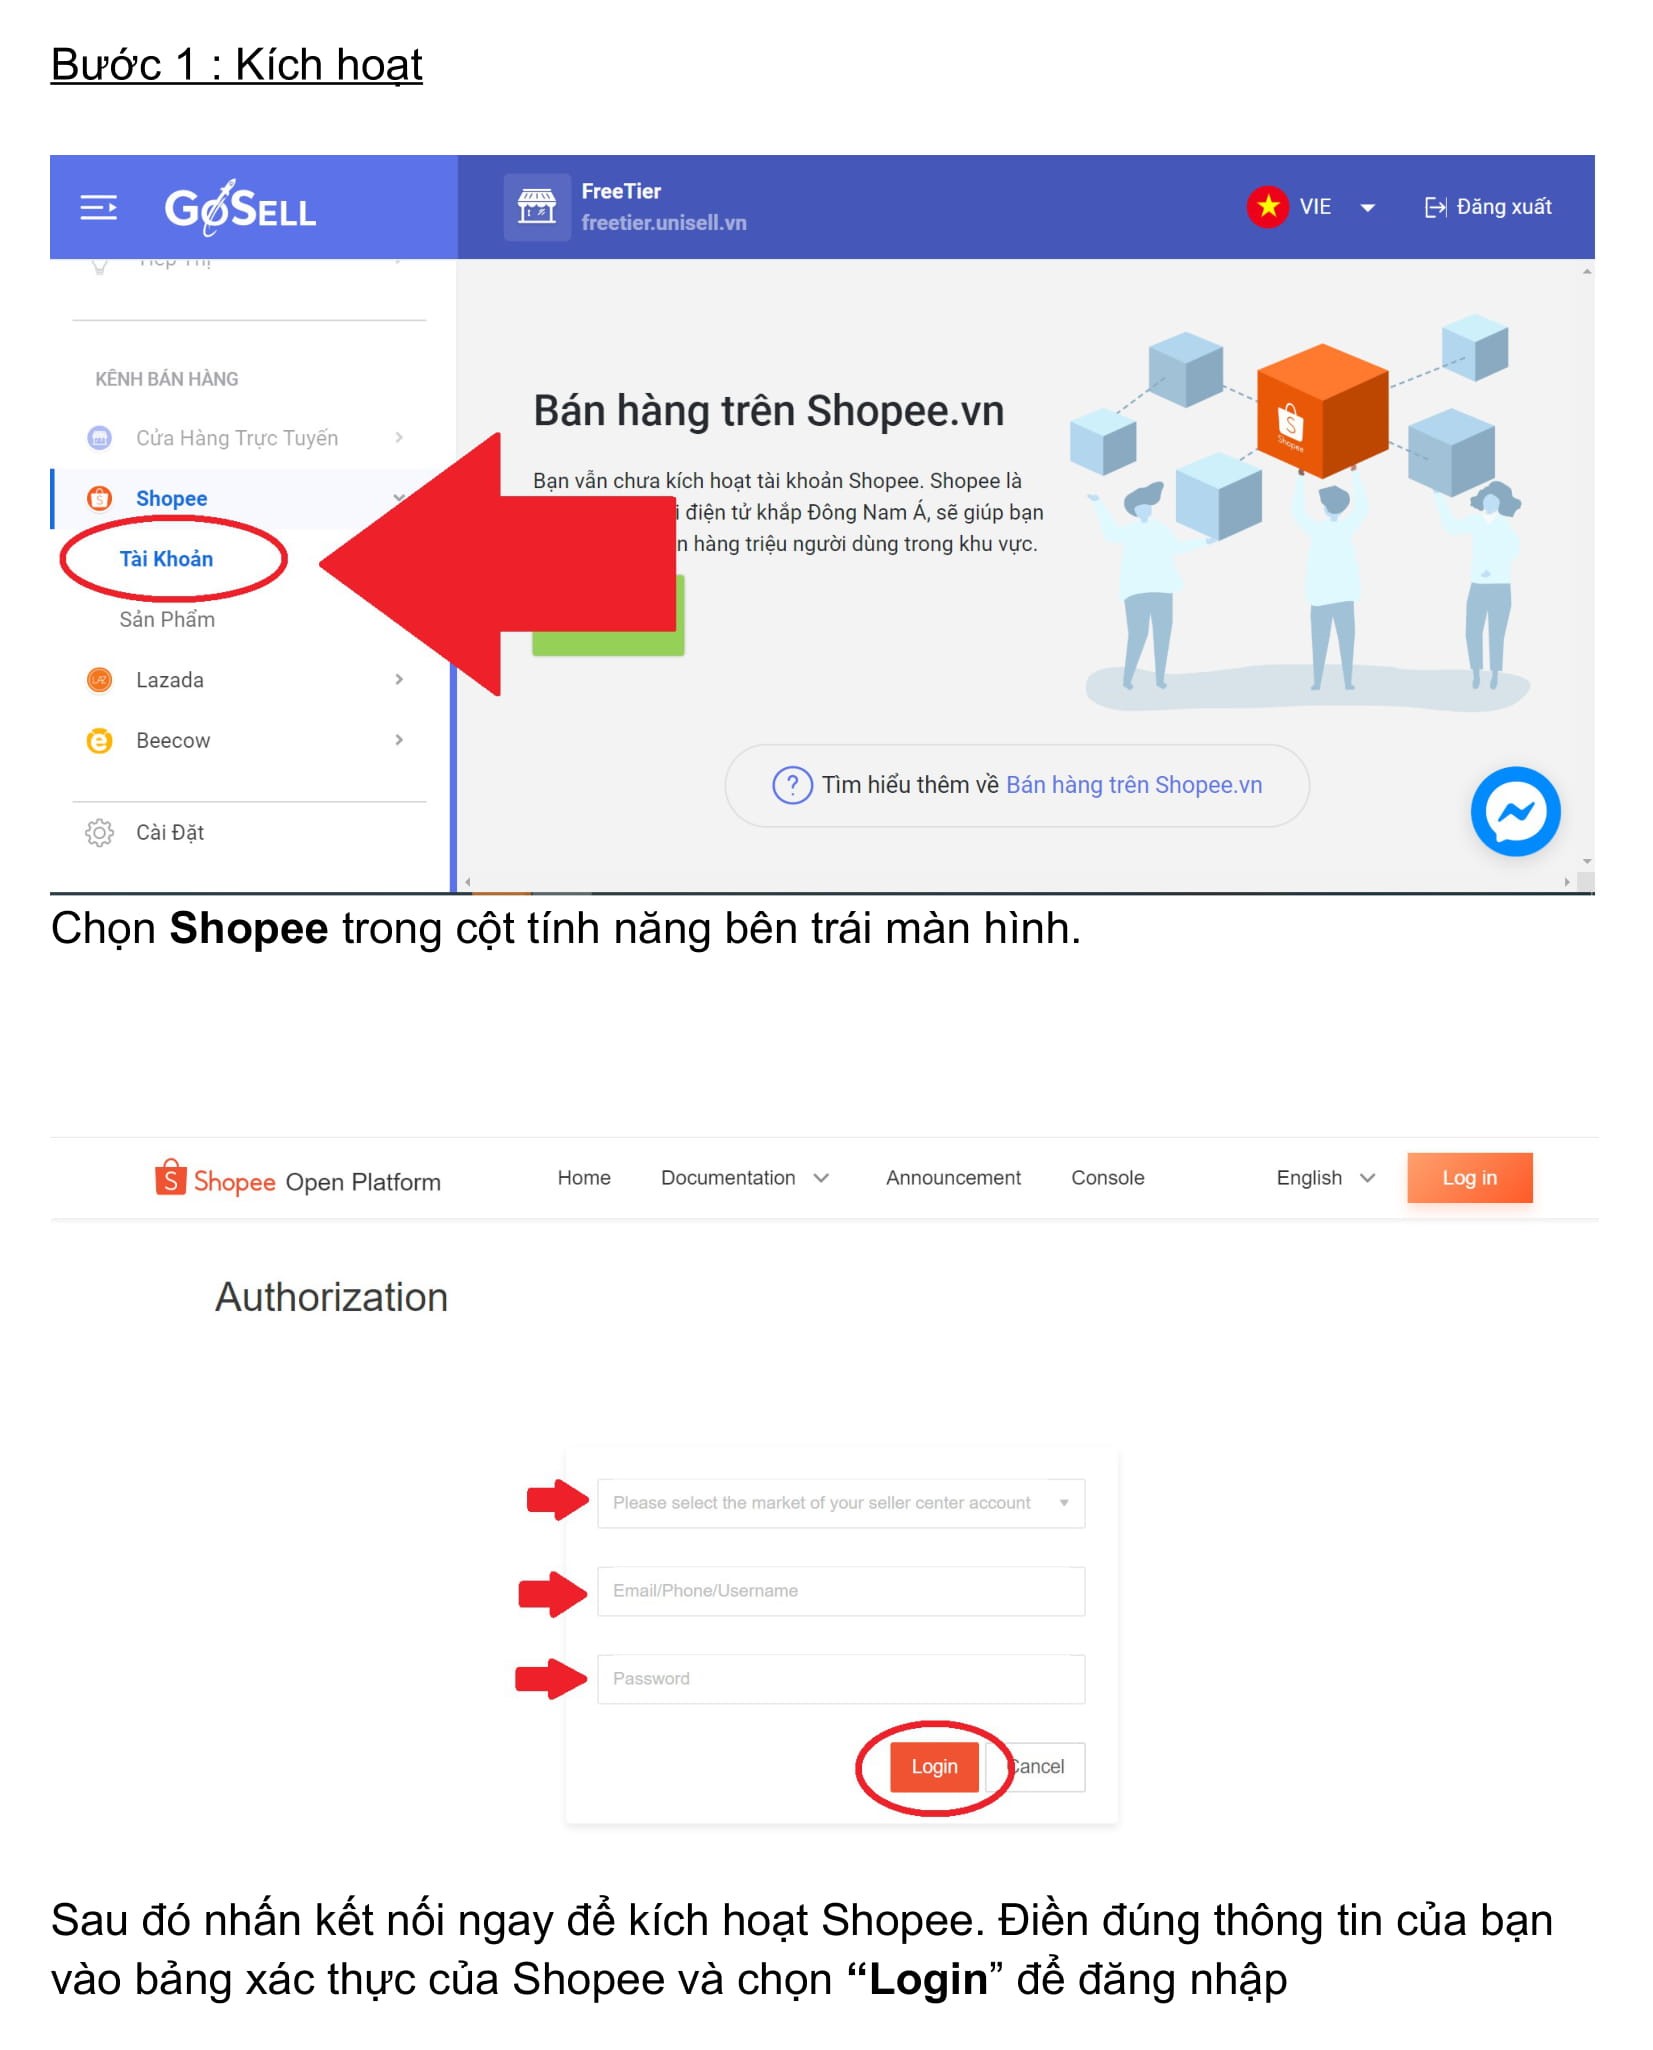 Bước 1 : Kích hoạt
GoSELL
FreeTier
freetier.unisell.vn
VIE
Đăng xuất
Tiếp Thị
KÊNH BÁN HÀNG
Cửa Hàng Trực Tuyến
Shopee
Tài Khoản
Sản Phẩm
Lazada
Beecow
Cài Đặt
Bán hàng trên Shopee.vn
Bạn vẫn chưa kích hoạt tài khoản Shopee. Shopee là
điện tử khắp Đông Nam Á, sẽ giúp bạn
hàng triệu người dùng trong khu vực.
Shopee
Tìm hiểu thêm về Bán hàng trên Shopee.vn
Chọn Shopee trong cột tính năng bên trái màn hình.
Shopee Open Platform
Home
Documentation
Announcement
Console
English
Log in
Authorization
Please select the market of your seller center account
Email/Phone/Username
Password
Login
Cancel
Sau đó nhấn kết nối ngay để kích hoạt Shopee. Điền đúng thông tin của bạn
vào bảng xác thực của Shopee và chọn “Login” để đăng nhập